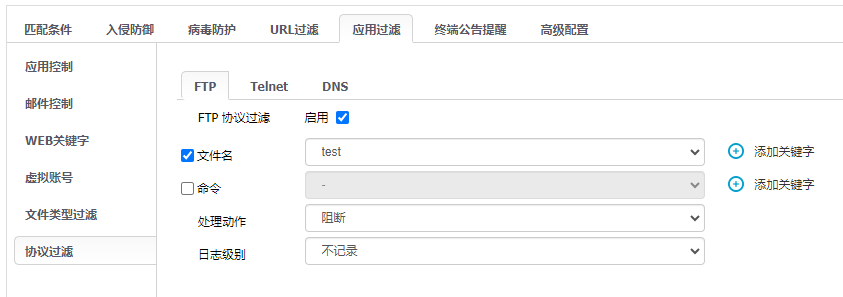 匹配条件 入侵防御 病毒防护 URL过滤 应用过滤 终端公告提醒 高级配置
应用控制
邮件控制
WEB关键字
虚拟账号
文件类型过滤
协议过滤
FTP Telnet DNS
FTP 协议过滤 启用
文件名 test 添加关键字
命令 - 添加关键字
处理动作 阻断
日志级别 不记录